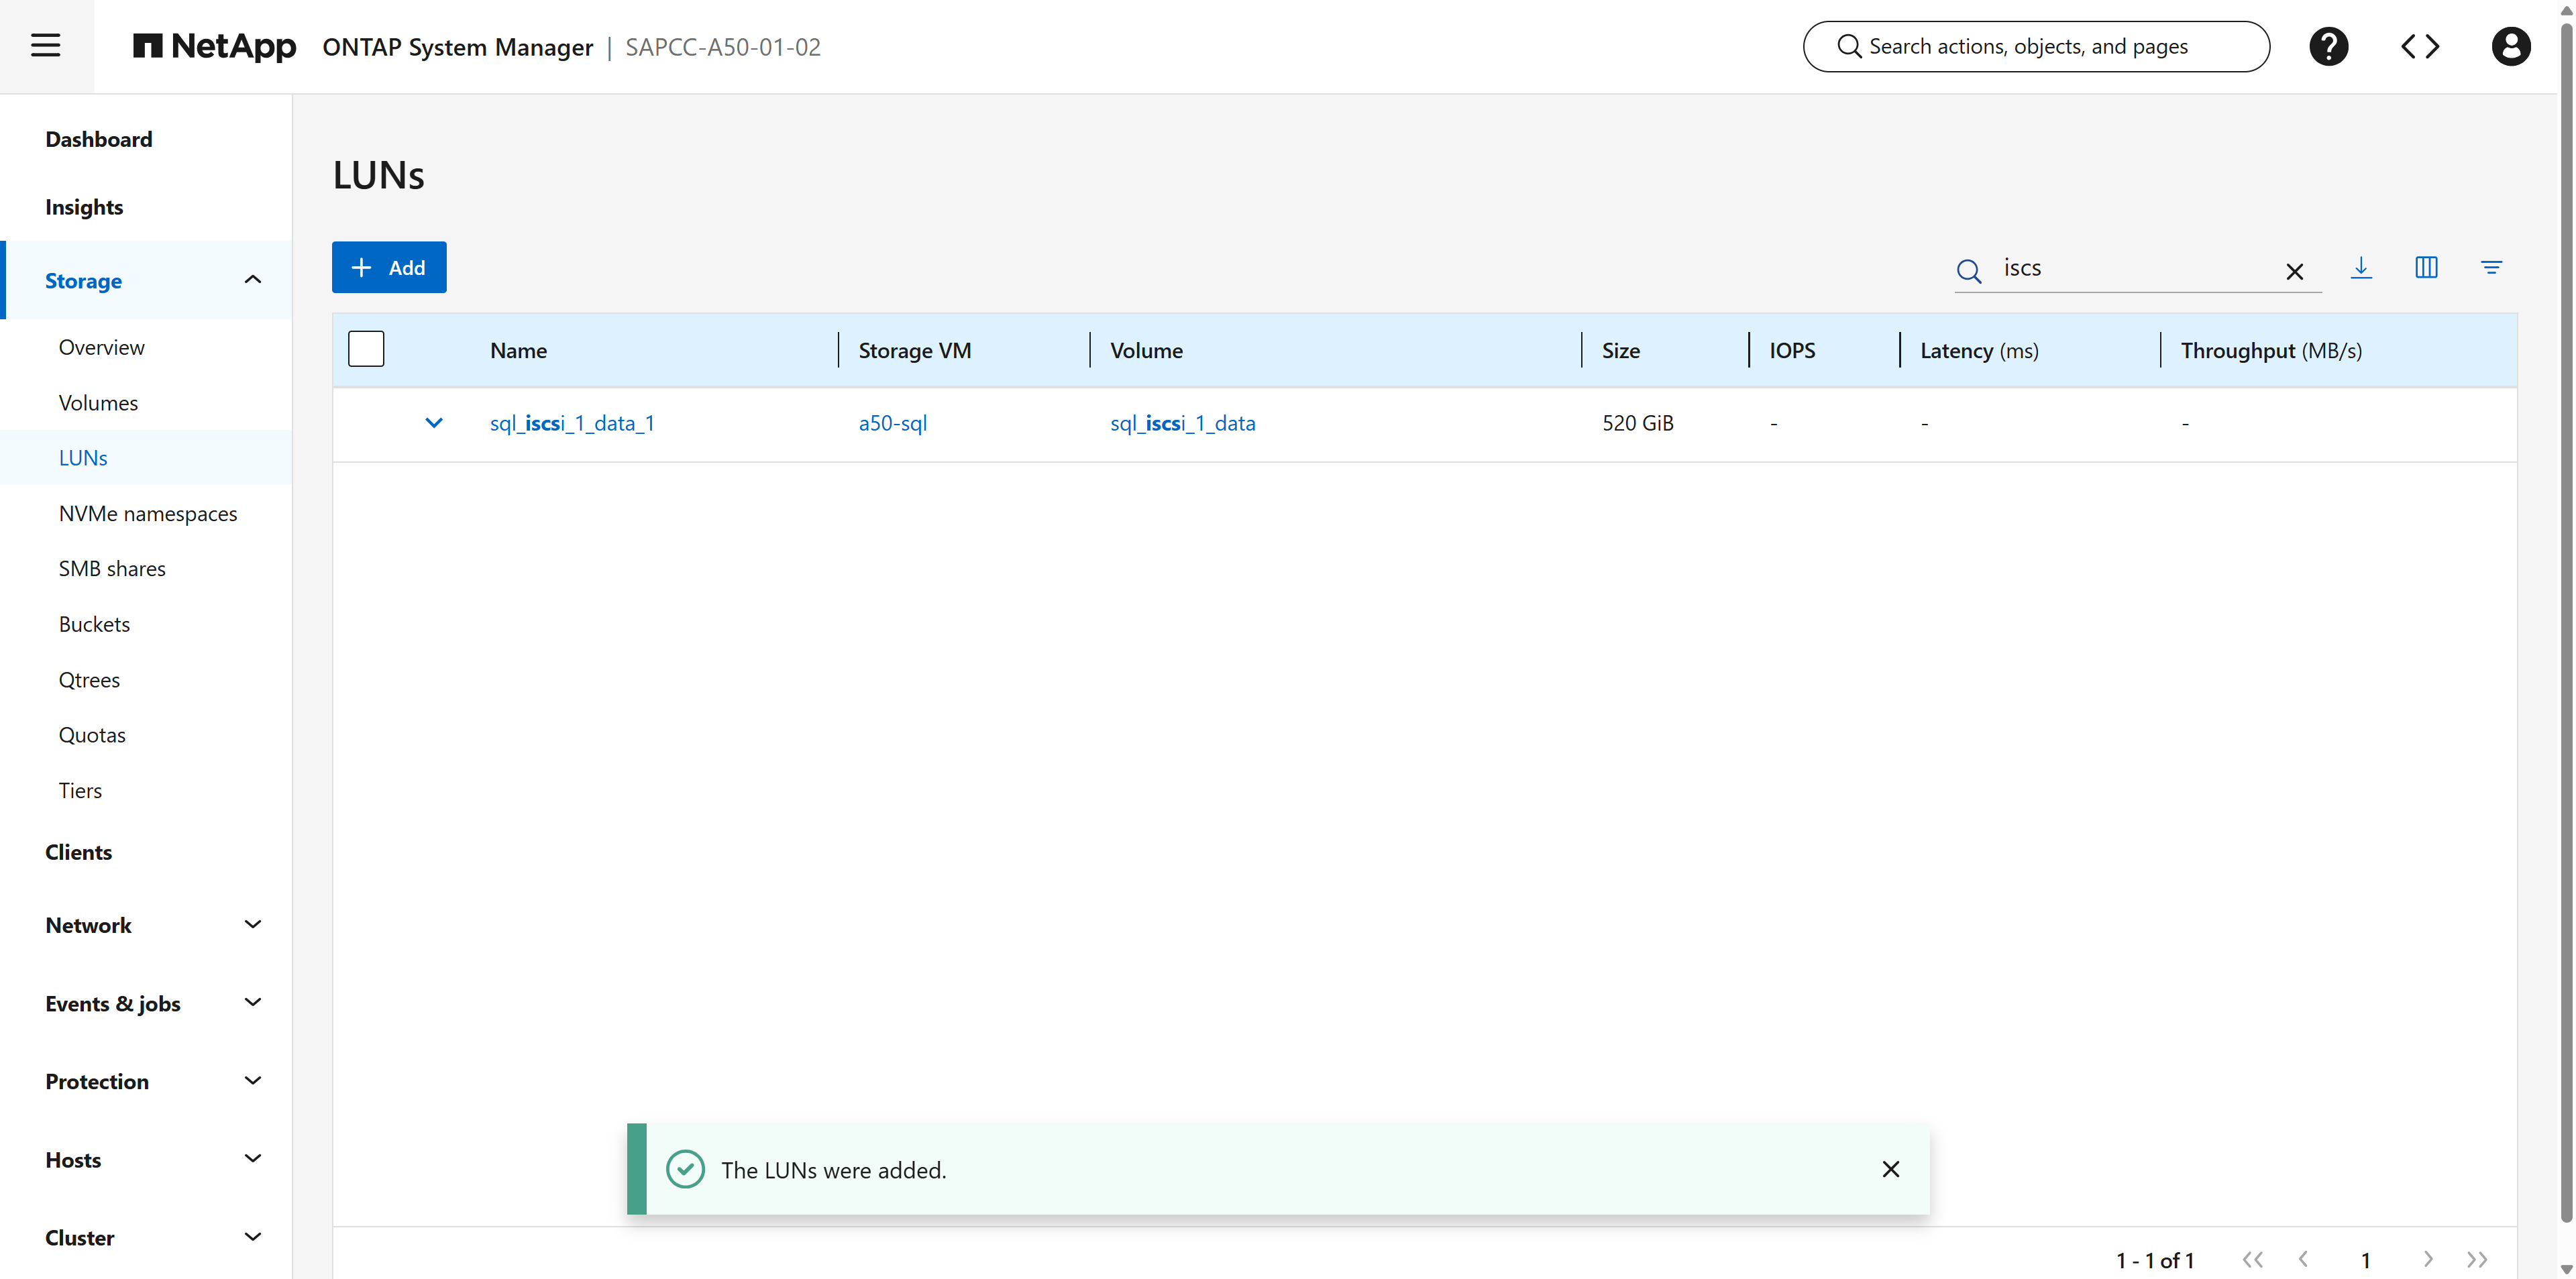 NetApp ONTAP System Manager | SAPCC-A50-01-02
Search actions, objects, and pages
Dashboard
Insights
Storage
Overview
Volumes
LUNs
NVMe namespaces
SMB shares
Buckets
Qtrees
Quotas
Tiers
Clients
Network
Events & jobs
Protection
Hosts
Cluster
LUNs
+ Add
iscs
Name Storage VM Volume Size IOPS Latency (ms) Throughput (MB/s)
sql_iscsi_1_data_1 a50-sql sql_iscsi_1_data 520 GiB - - -
The LUNs were added.
1 - 1 of 1 << < 1 > >>